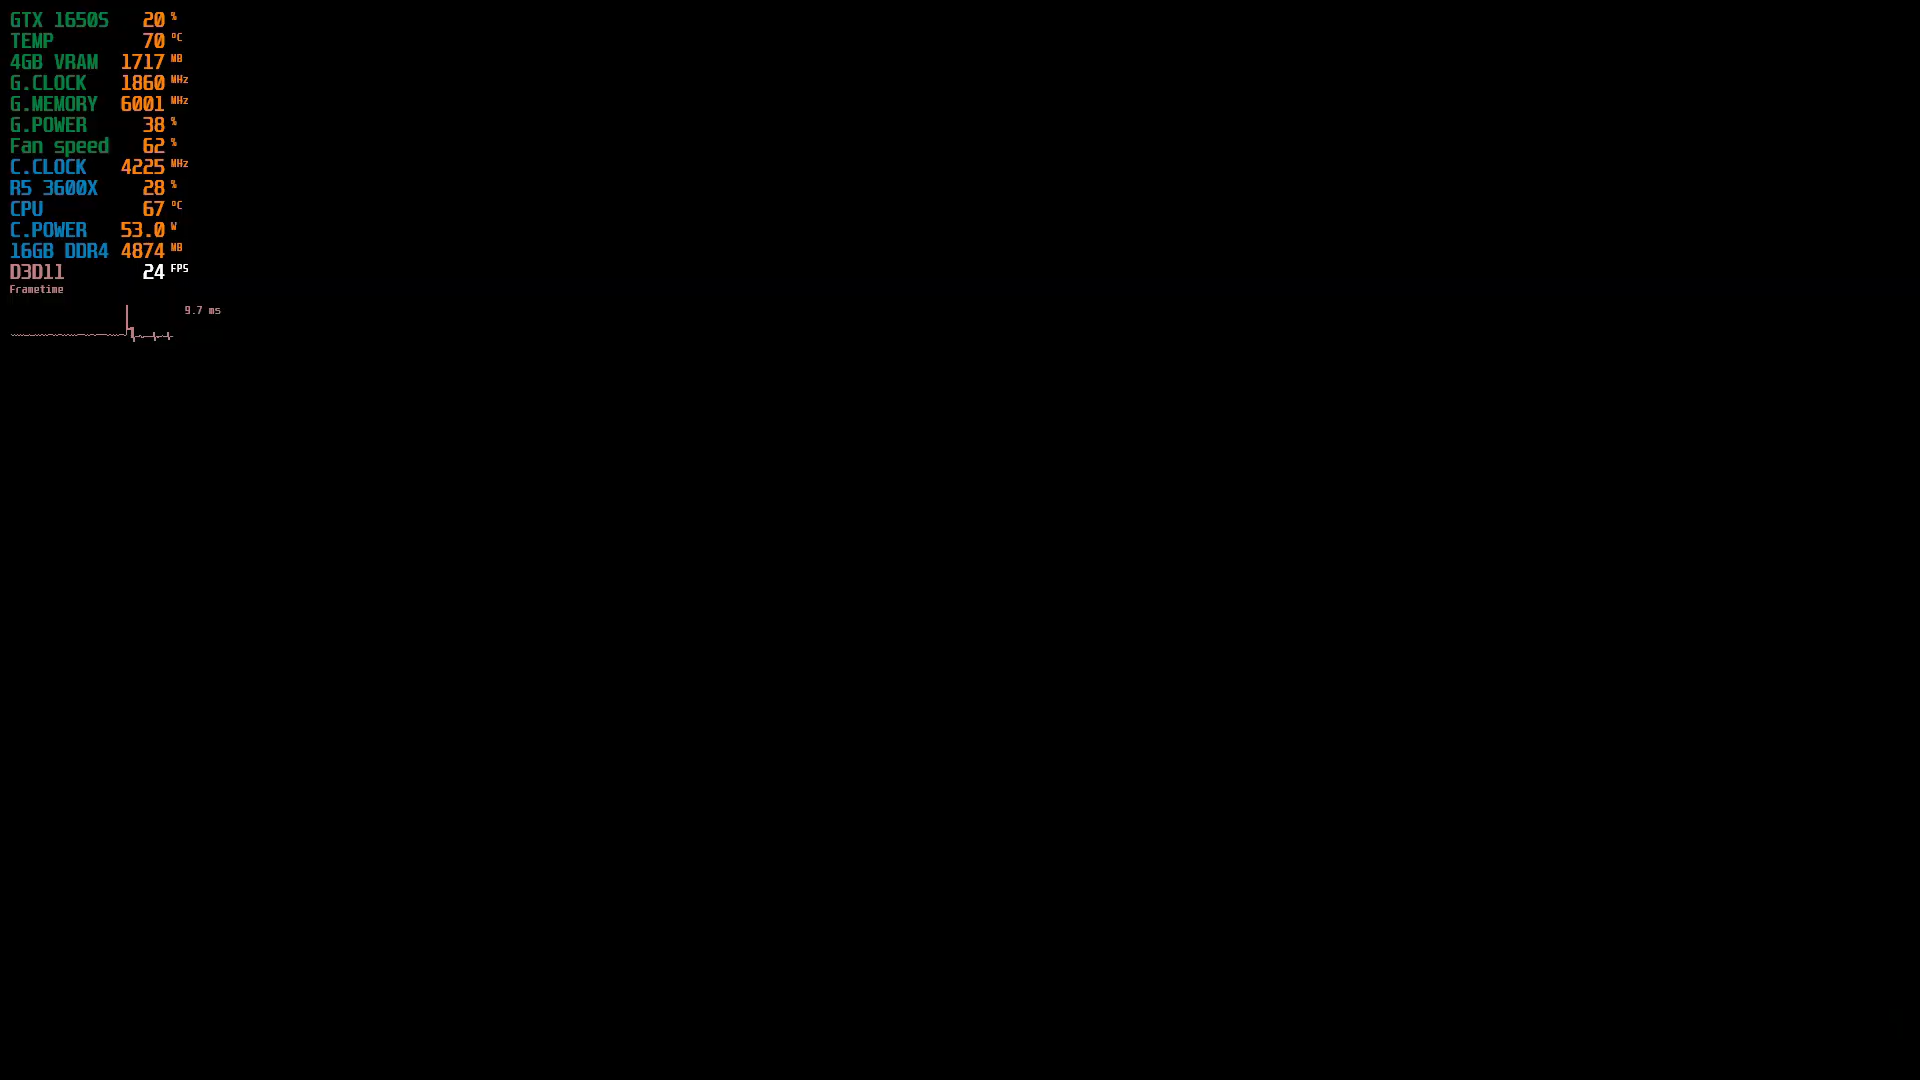 GTX 1650S 20 %
TEMP 70 °C
4GB VRAM 1717 MB
G.CLOCK 1860 MHz
G.MEMORY 6001 MHz
G.POWER 38 %
Fan speed 62 %
C.CLOCK 4225 MHz
R5 3600X 28 %
CPU 67 °C
C.POWER 53.0 W
16GB DDR4 4874 MB
D3D11 24 FPS
Frametime
9.7 ms